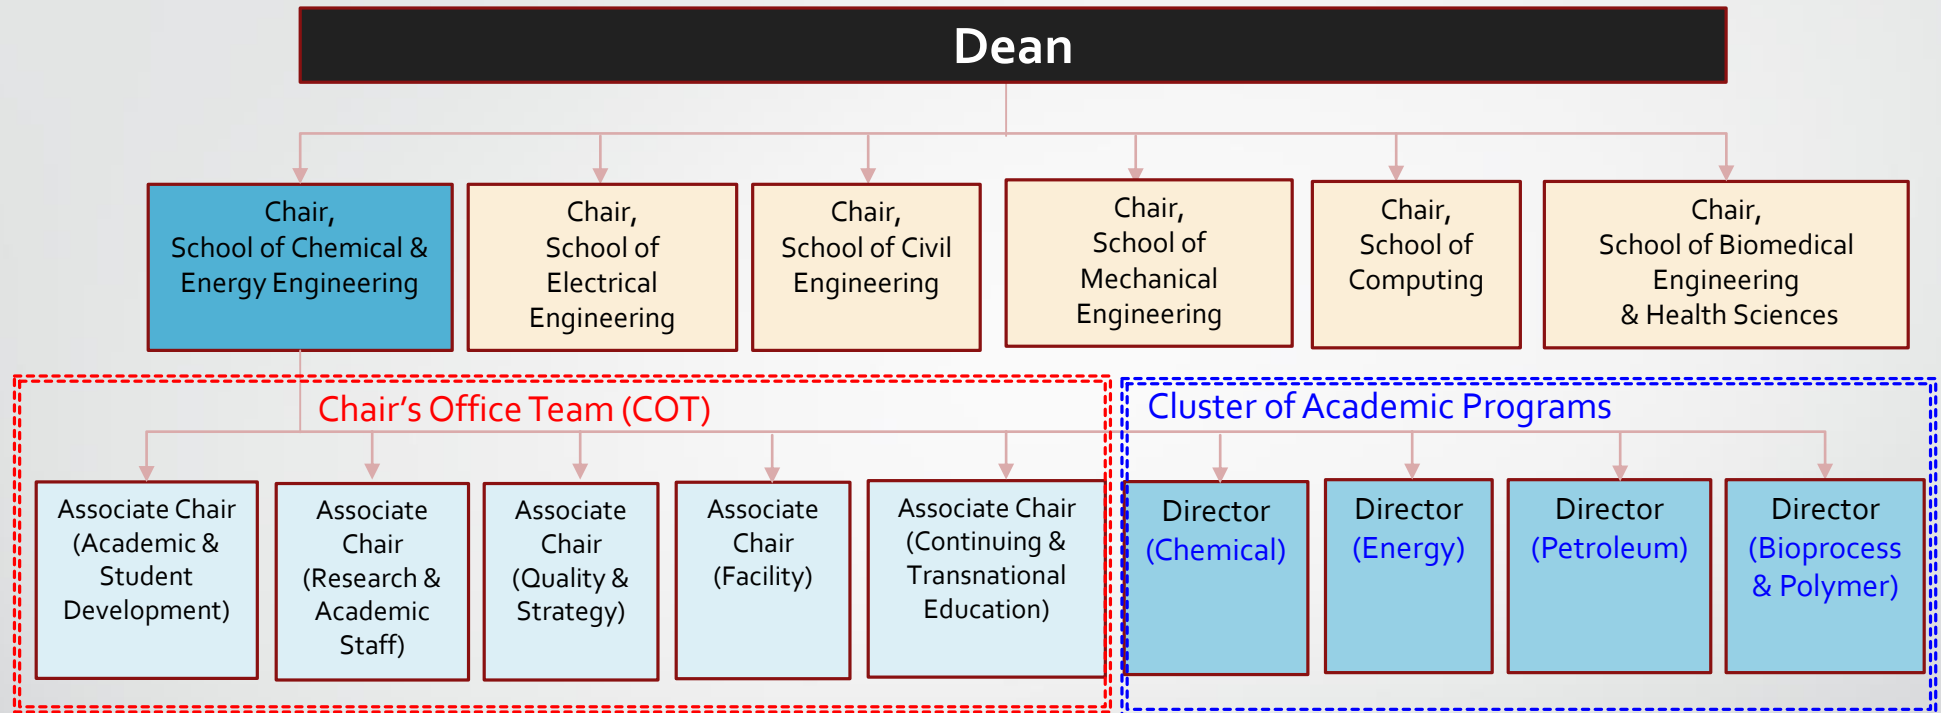 Dean
Chair,
School of Chemical &
Energy Engineering
Chair,
School of
Electrical
Engineering
Chair,
School of Civil
Engineering
Chair,
School of
Mechanical
Engineering
Chair,
School of
Computing
Chair,
School of Biomedical
Engineering
& Health Sciences
Chair's Office Team (COT)
Cluster of Academic Programs
Associate Chair
(Academic &
Student
Development)
Associate
Chair
(Research &
Academic
Staff)
Associate
Chair
(Quality &
Strategy)
Associate
Chair
(Facility)
Associate Chair
(Continuing &
Transnational
Education)
Director
(Chemical)
Director
(Energy)
Director
(Petroleum)
Director
(Bioprocess
& Polymer)